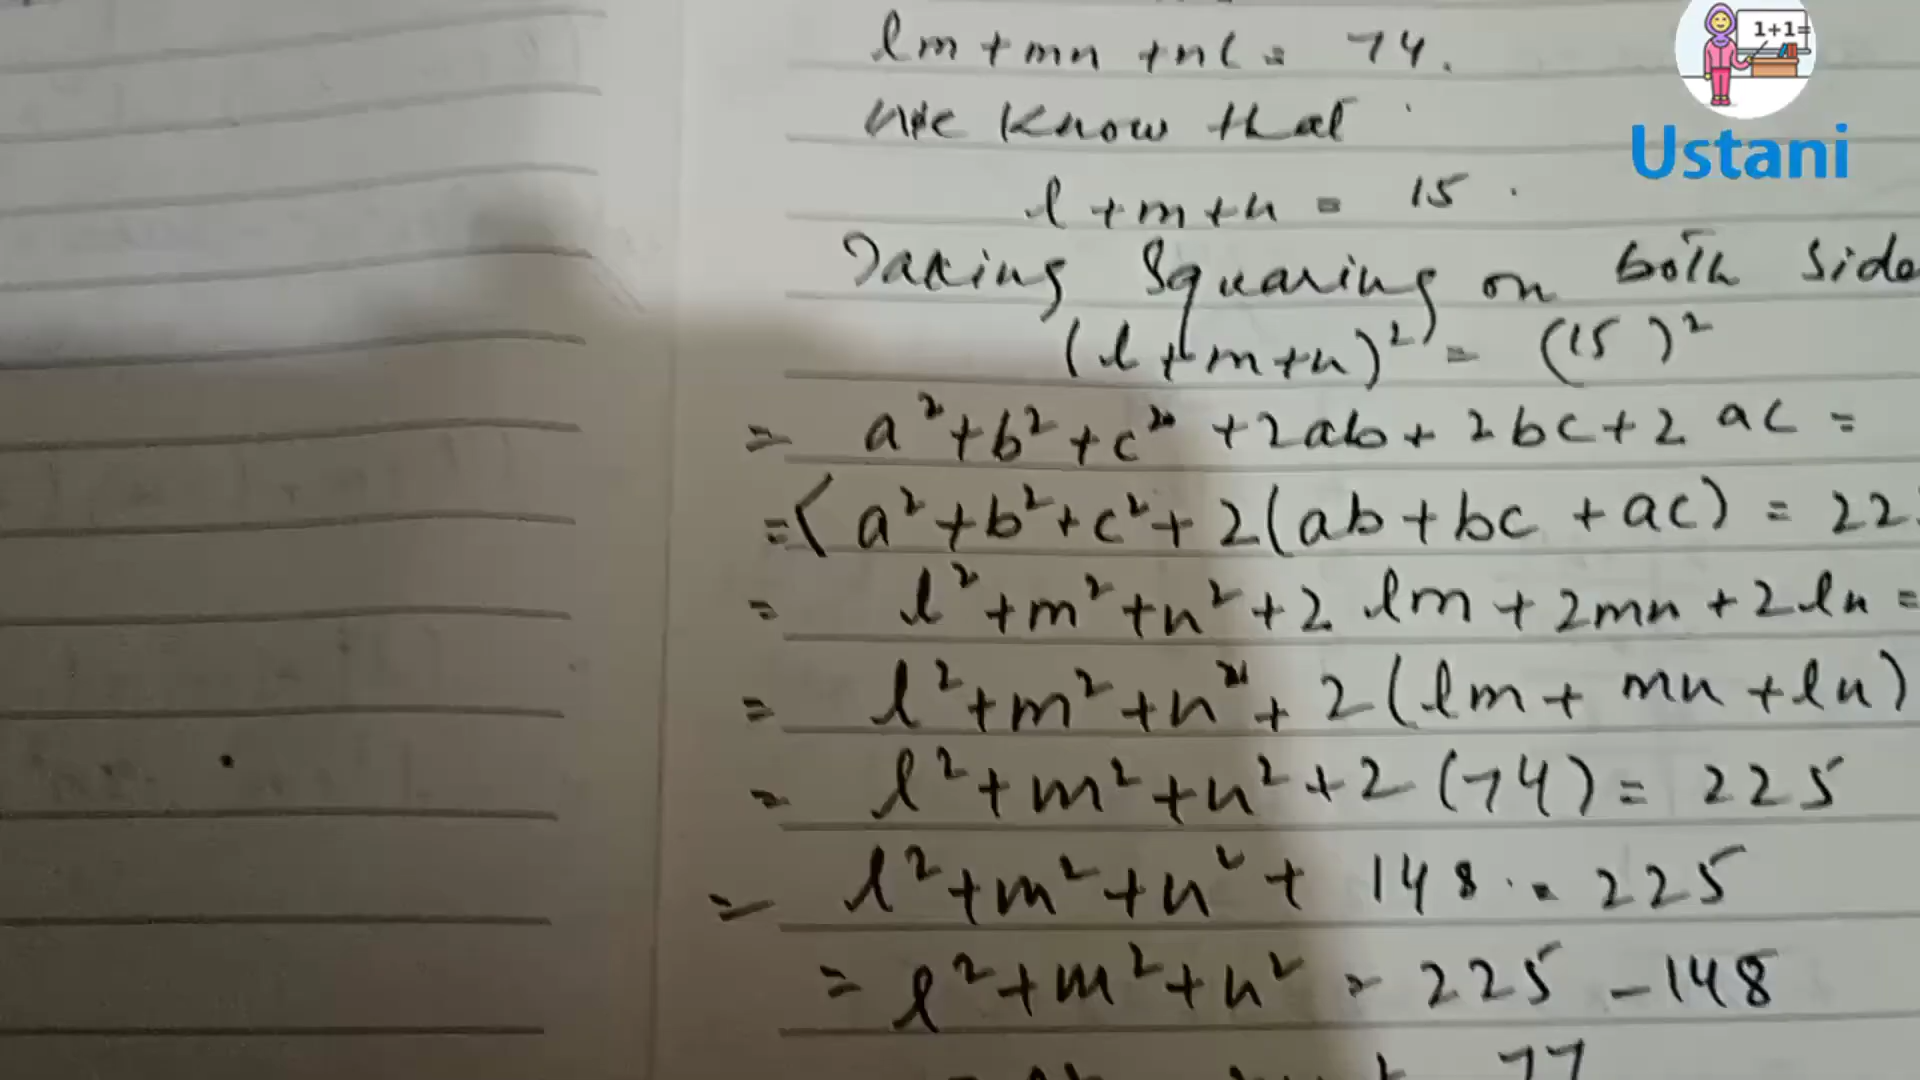 lm + mn + nl = 74.
We know that
l + m + n = 15.
Taking Squaring on both side
(l + m + n)² = (15)²
= a² + b² + c² + 2ab + 2bc + 2ac =
= (a² + b² + c² + 2(ab + bc + ac) = 22
= l² + m² + n² + 2lm + 2mn + 2ln =
= l² + m² + n² + 2(lm + mn + ln)
= l² + m² + n² + 2(74) = 225
= l² + m² + n² + 148 = 225
= l² + m² + n² = 225 - 148
77
1+1=
Ustani